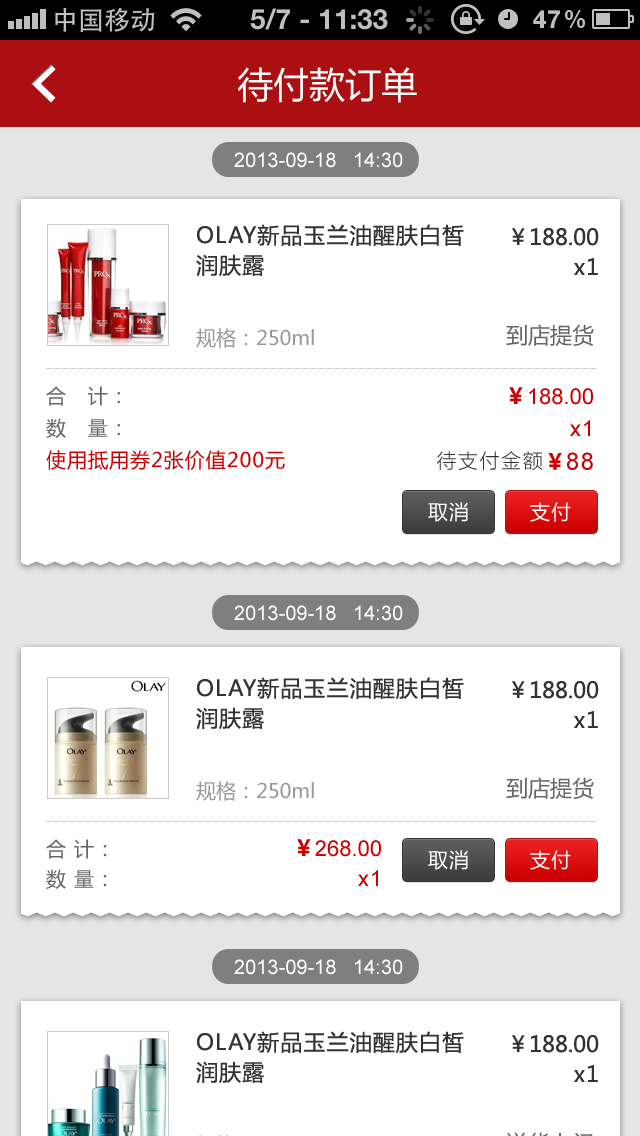 中国移动 5/7 - 11:33 47%
待付款订单
2013-09-18 14:30
OLAY新品玉兰油醒肤白皙 ¥188.00
润肤露 x1
规格：250ml 到店提货
合 计： ¥188.00
数 量： x1
使用抵用券2张价值200元 待支付金额 ¥88
取消 支付
2013-09-18 14:30
OLAY
OLAY新品玉兰油醒肤白皙 ¥188.00
润肤露 x1
OLAY OLAY
规格：250ml 到店提货
合 计： ¥268.00 取消 支付
数 量： x1
2013-09-18 14:30
OLAY新品玉兰油醒肤白皙 ¥188.00
润肤露 x1